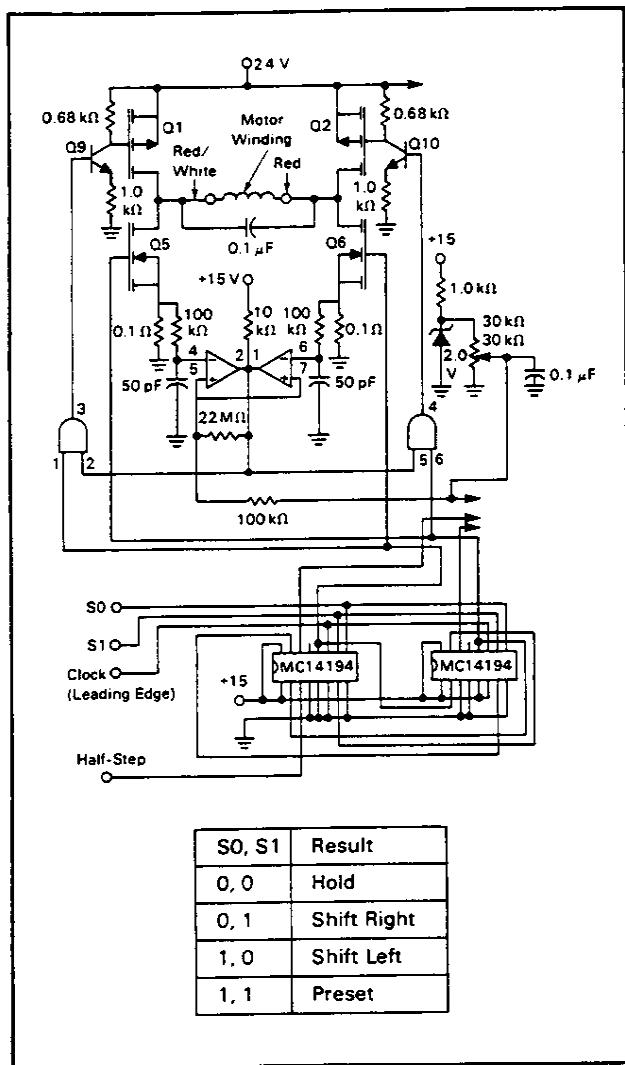 24 V
0.68 kΩ
Q1
Motor
Winding
Q2
0.68 kΩ
Q9
Red/
White
Red
Q10
1.0
kΩ
1.0
kΩ
Q5
0.1 µF
Q6
+15
+15 V
1.0 kΩ
0.1 Ω
100
kΩ
10
kΩ
100
kΩ
0.1 Ω
30 kΩ
30 kΩ
4
2
1
6
5
7
2.0
V
50 pF
50 pF
0.1 µF
3
22 MΩ
4
1
2
5
6
100 kΩ
S0
S1
Clock
(Leading Edge)
MC14194
MC14194
+15
Half-Step
S0, S1 Result
0, 0 Hold
0, 1 Shift Right
1, 0 Shift Left
1, 1 Preset